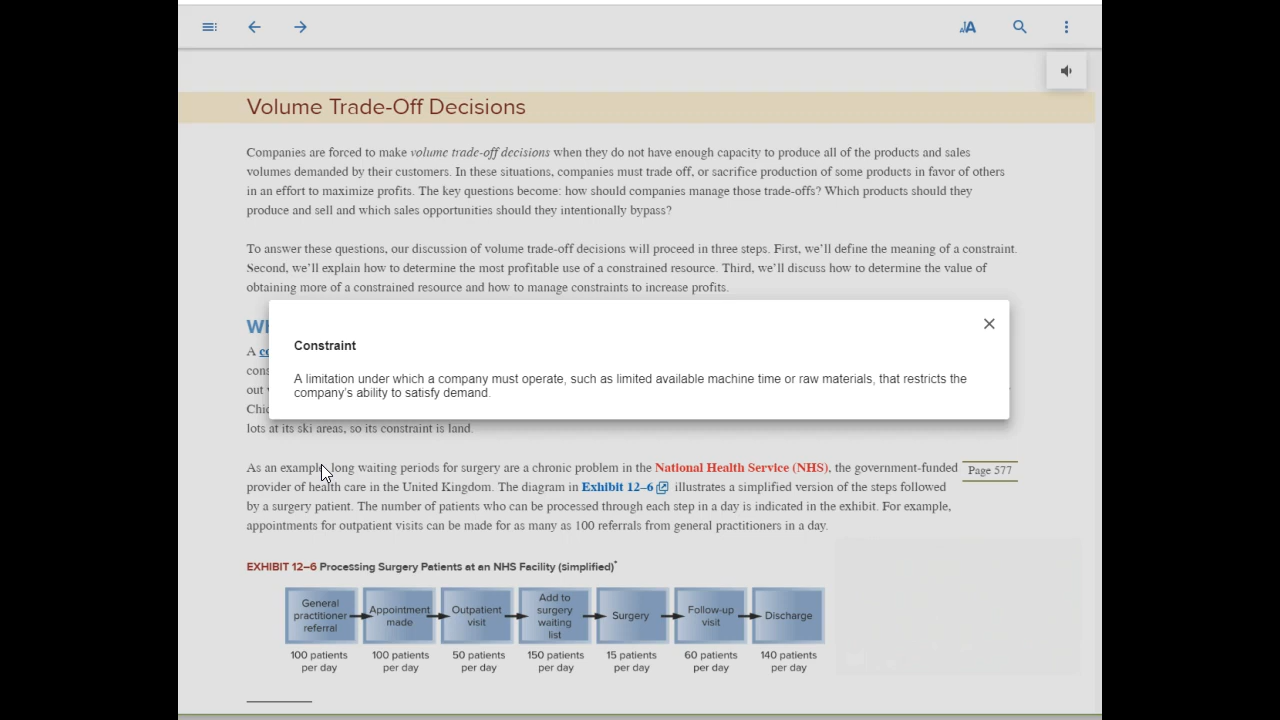 Volume Trade-Off Decisions
Companies are forced to make volume trade-off decisions when they do not have enough capacity to produce all of the products and sales
volumes demanded by their customers. In these situations, companies must trade off, or sacrifice production of some products in favor of others
in an effort to maximize profits. The key questions become: how should companies manage those trade-offs? Which products should they
produce and sell and which sales opportunities should they intentionally bypass?
To answer these questions, our discussion of volume trade-off decisions will proceed in three steps. First, we’ll define the meaning of a constraint.
Second, we’ll explain how to determine the most profitable use of a constrained resource. Third, we’ll discuss how to determine the value of
obtaining more of a constrained resource and how to manage constraints to increase profits.
A
Constraint
A limitation under which a company must operate, such as limited available machine time or raw materials, that restricts the
company’s ability to satisfy demand.
out
lots at its ski areas, so its constraint is land.
As an example, long waiting periods for surgery are a chronic problem in the National Health Service (NHS), the government-funded
Page 577
provider of health care in the United Kingdom. The diagram in Exhibit 12–6 illustrates a simplified version of the steps followed
by a surgery patient. The number of patients who can be processed through each step in a day is indicated in the exhibit. For example,
appointments for outpatient visits can be made for as many as 100 referrals from general practitioners in a day.
EXHIBIT 12–6 Processing Surgery Patients at an NHS Facility (simplified)*
General
practitioner
referral
Appointment
made
Outpatient
visit
Add to
surgery
waiting
list
Surgery
Follow-up
visit
Discharge
100 patients
per day
100 patients
per day
50 patients
per day
150 patients
per day
15 patients
per day
60 patients
per day
140 patients
per day